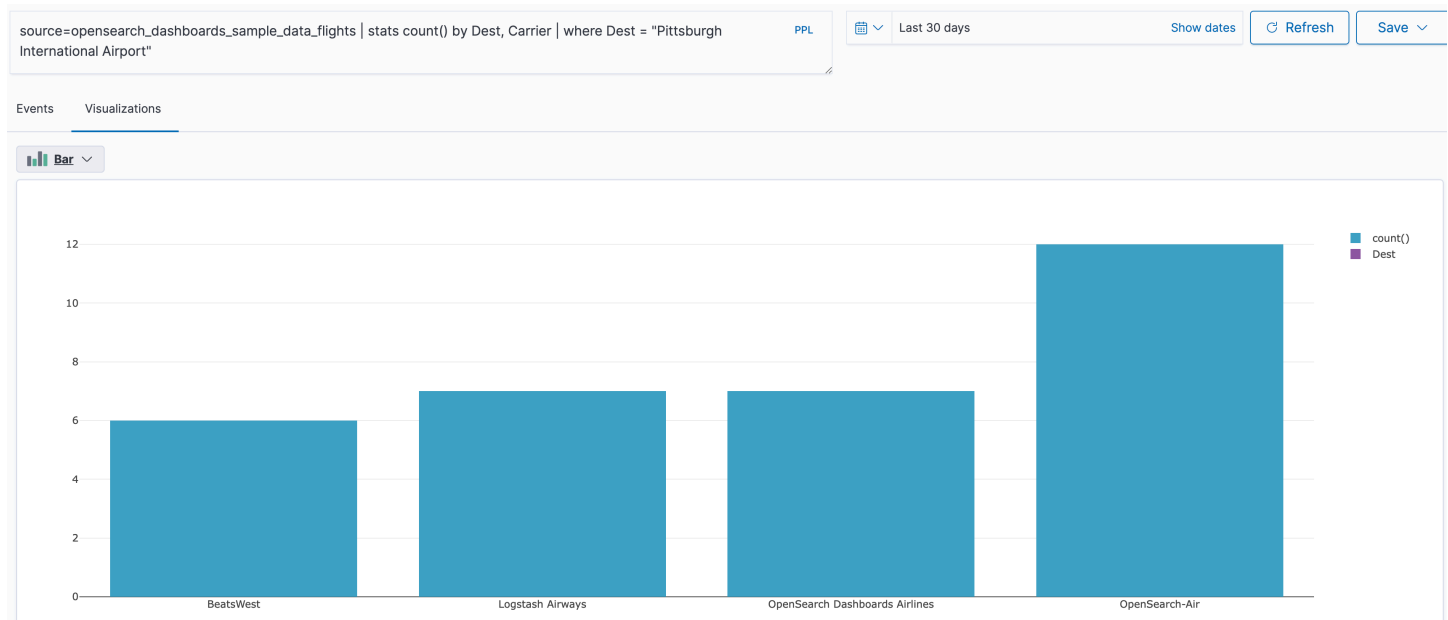 source=opensearch_dashboards_sample_data_flights | stats count() by Dest, Carrier | where Dest = "Pittsburgh
International Airport"
PPL
Last 30 days
Show dates
Refresh
Save
Events
Visualizations
Bar
12
10
8
6
4
2
0
BeatsWest
Logstash Airways
OpenSearch Dashboards Airlines
OpenSearch-Air
count()
Dest